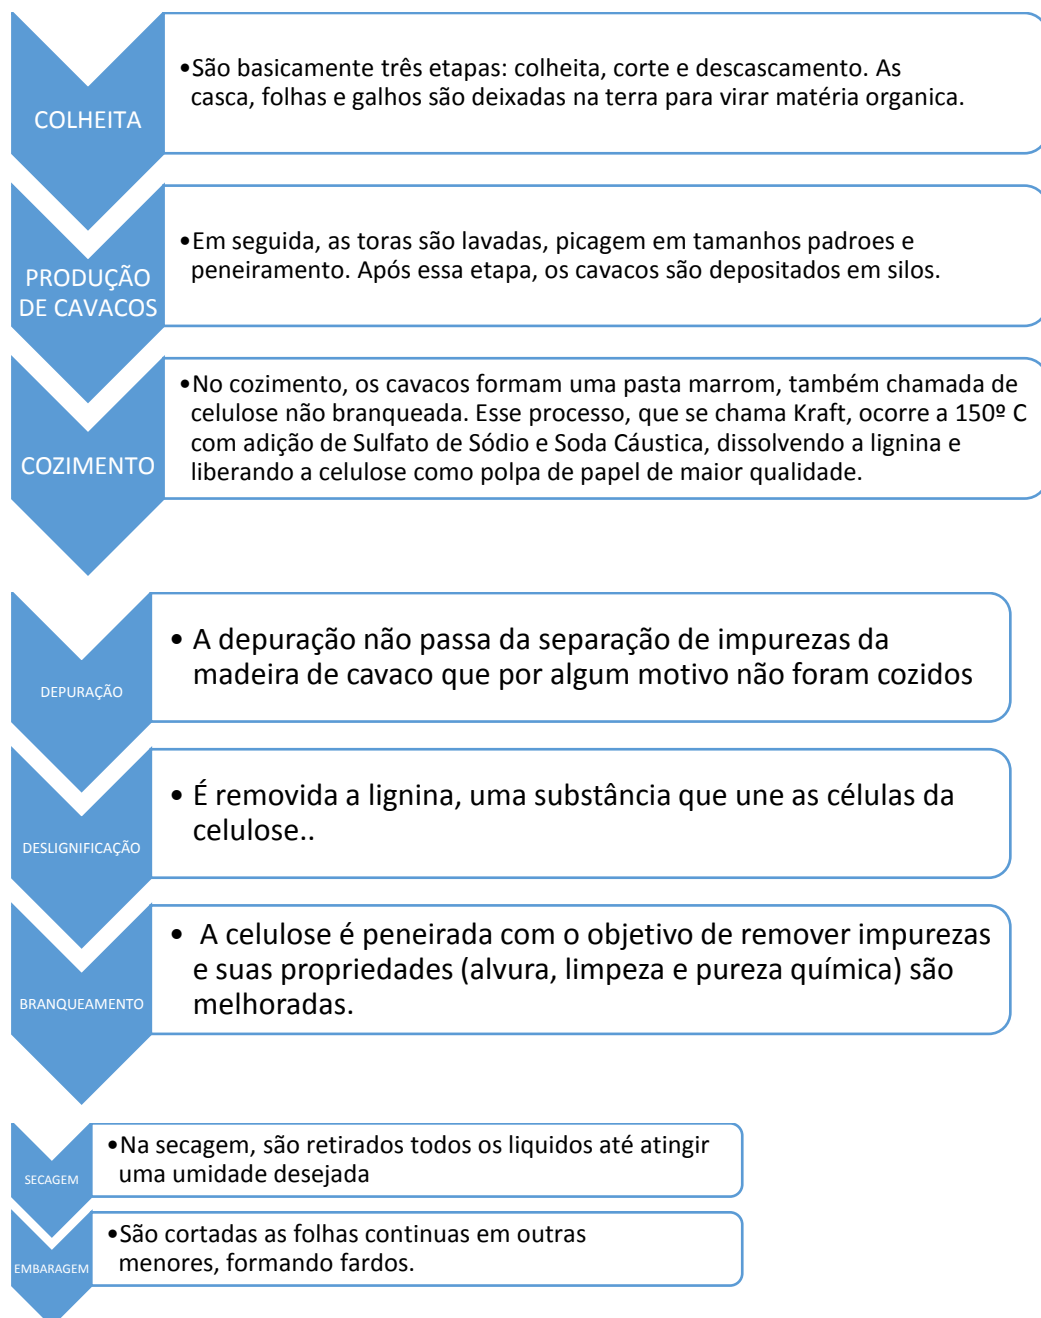 COLHEITA
•São basicamente três etapas: colheita, corte e descascamento. As
casca, folhas e galhos são deixadas na terra para virar matéria organica.
PRODUÇÃO
DE CAVACOS
•Em seguida, as toras são lavadas, picagem em tamanhos padroes e
peneiramento. Após essa etapa, os cavacos são depositados em silos.
COZIMENTO
•No cozimento, os cavacos formam uma pasta marrom, também chamada de
celulose não branqueada. Esse processo, que se chama Kraft, ocorre a 150º C
com adição de Sulfato de Sódio e Soda Cáustica, dissolvendo a lignina e
liberando a celulose como polpa de papel de maior qualidade.
DEPURAÇÃO
• A depuração não passa da separação de impurezas da
madeira de cavaco que por algum motivo não foram cozidos
DESLIGNIFICAÇÃO
• É removida a lignina, uma substância que une as células da
celulose..
BRANQUEAMENTO
• A celulose é peneirada com o objetivo de remover impurezas
e suas propriedades (alvura, limpeza e pureza química) são
melhoradas.
SECAGEM
•Na secagem, são retirados todos os liquidos até atingir
uma umidade desejada
EMBARAGEM
•São cortadas as folhas continuas em outras
menores, formando fardos.